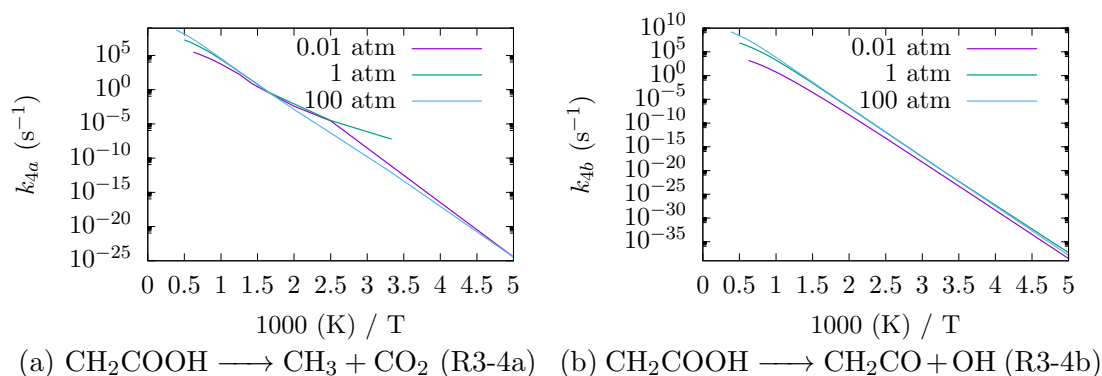 10^5
10^0
10^−5
10^−10
10^−15
10^−20
10^−25
k4a (s^−1)
0.01 atm
1 atm
100 atm
0 0.5 1 1.5 2 2.5 3 3.5 4 4.5 5
1000 (K) / T
(a) CH2COOH ⟶ CH3 + CO2 (R3-4a)
10^10
10^5
10^0
10^−5
10^−10
10^−15
10^−20
10^−25
10^−30
10^−35
k4b (s^−1)
0.01 atm
1 atm
100 atm
0 0.5 1 1.5 2 2.5 3 3.5 4 4.5 5
1000 (K) / T
(b) CH2COOH ⟶ CH2CO + OH (R3-4b)